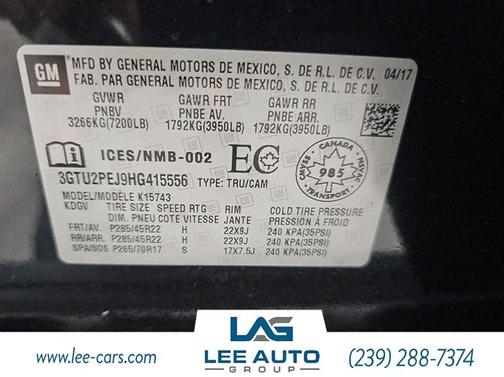 GM
MFD BY GENERAL MOTORS DE MEXICO, S. DE R.L. DE C.V. 04/17
FAB. PAR GENERAL MOTORS DE MEXICO, S. DE R.L. DE C.V.
GVWR GAWR FRT GAWR RR
PNBV PNBE AV. PNBE ARR.
3266KG(7200LB) 1792KG(3950LB) 1792KG(3950LB)
ICES/NMB-002 EC CANADA CMVSS NSVAC 985 TRANSPORT
3GTU2PEJ9HG415556 TYPE: TRU/CAM
MODEL/MODÈLE K15743
KDGV TIRE SIZE SPEED RTG RIM COLD TIRE PRESSURE
DIM. PNEU COTE VITESSE JANTE PRESSION A FROID
FRT/AV. P285/45R22 H 22X9J 240 KPA(35PSI)
RR/ARR. P285/45R22 H 22X9J 240 KPA(35PSI)
SPA/SOS P265/70R17 S 17X7.5J 240 KPA(35PSI)
LAG
www.lee-cars.com LEE AUTO (239) 288-7374
GROUP